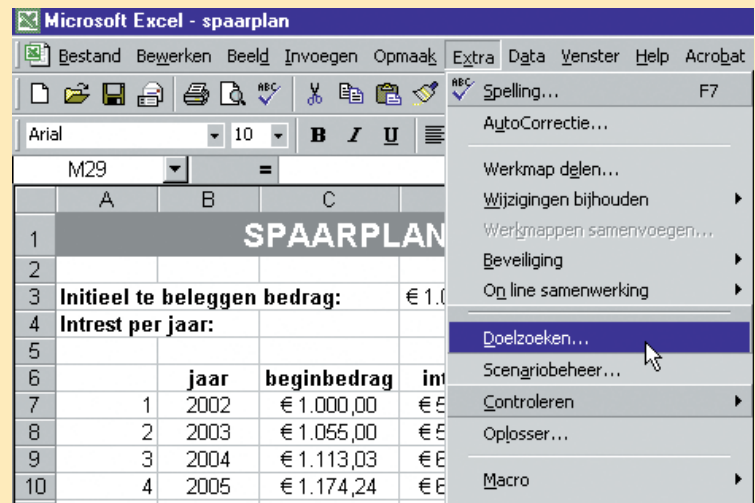 Microsoft Excel - spaarplan
Bestand Bewerken Beeld Invoegen Opmaak Extra Data Venster Help Acrobat
Arial 10 B I U
M29 =
A B C
1 SPAARPLAN
2
3 Initieel te beleggen bedrag: € 1.0
4 Intrest per jaar:
5
6 jaar beginbedrag int
7 1 2002 € 1.000,00 € 5
8 2 2003 € 1.055,00 € 5
9 3 2004 € 1.113,03 € 6
10 4 2005 € 1.174,24 € 6
ABC Spelling... F7
AutoCorrectie...
Werkmap delen...
Wijzigingen bijhouden
Werkmappen samenvoegen...
Beveiliging
On line samenwerking
Doelzoeken...
Scenariobeheer...
Controleren
Oplosser...
Macro